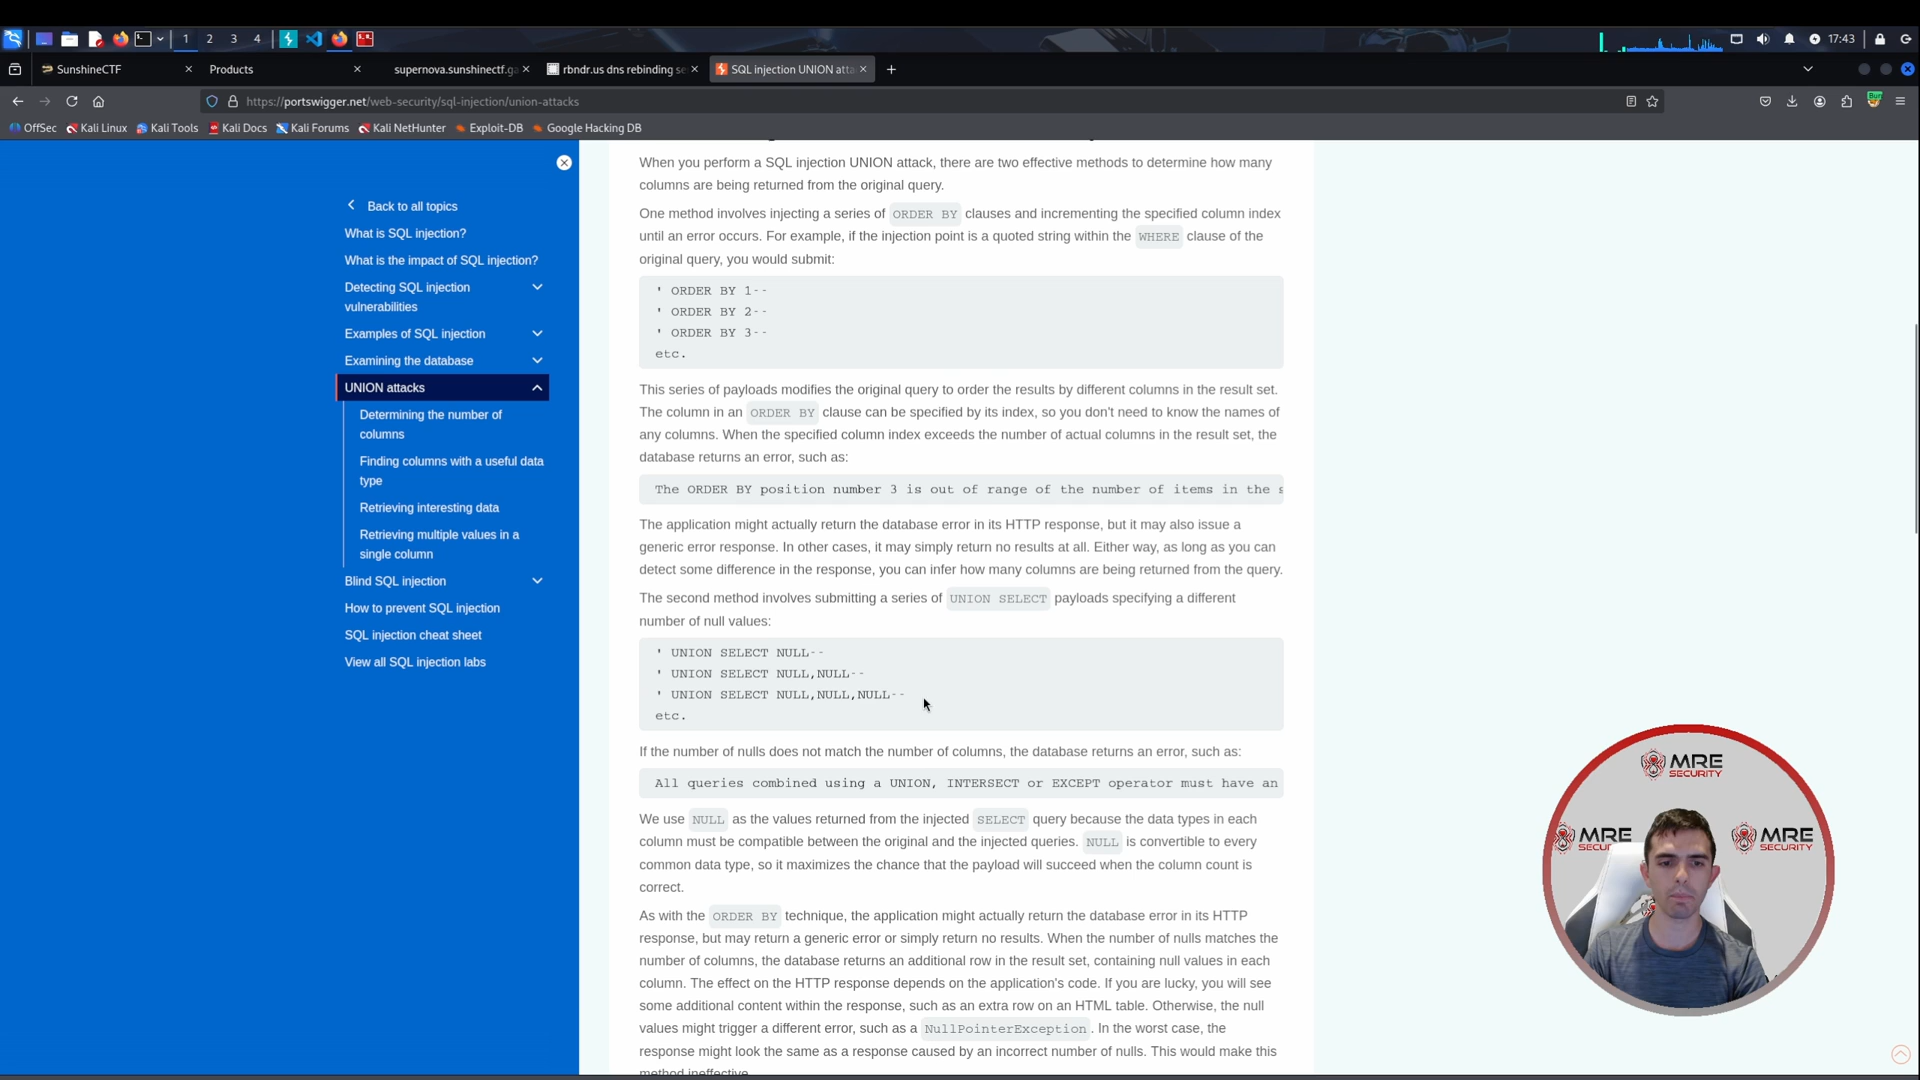 1 2 3 4 17:43
SunshineCTF Products supernova.sunshinectf.ga rbndr.us dns rebinding se SQL injection UNION atta
https://portswigger.net/web-security/sql-injection/union-attacks
OffSec Kali Linux Kali Tools Kali Docs Kali Forums Kali NetHunter Exploit-DB Google Hacking DB
Back to all topics
What is SQL injection?
What is the impact of SQL injection?
Detecting SQL injection
vulnerabilities
Examples of SQL injection
Examining the database
UNION attacks
Determining the number of
columns
Finding columns with a useful data
type
Retrieving interesting data
Retrieving multiple values in a
single column
Blind SQL injection
How to prevent SQL injection
SQL injection cheat sheet
View all SQL injection labs
When you perform a SQL injection UNION attack, there are two effective methods to determine how many
columns are being returned from the original query.
One method involves injecting a series of ORDER BY clauses and incrementing the specified column index
until an error occurs. For example, if the injection point is a quoted string within the WHERE clause of the
original query, you would submit:
' ORDER BY 1--
' ORDER BY 2--
' ORDER BY 3--
etc.
This series of payloads modifies the original query to order the results by different columns in the result set.
The column in an ORDER BY clause can be specified by its index, so you don't need to know the names of
any columns. When the specified column index exceeds the number of actual columns in the result set, the
database returns an error, such as:
The ORDER BY position number 3 is out of range of the number of items in the s
The application might actually return the database error in its HTTP response, but it may also issue a
generic error response. In other cases, it may simply return no results at all. Either way, as long as you can
detect some difference in the response, you can infer how many columns are being returned from the query.
The second method involves submitting a series of UNION SELECT payloads specifying a different
number of null values:
' UNION SELECT NULL--
' UNION SELECT NULL,NULL--
' UNION SELECT NULL,NULL,NULL--
etc.
If the number of nulls does not match the number of columns, the database returns an error, such as:
All queries combined using a UNION, INTERSECT or EXCEPT operator must have an
We use NULL as the values returned from the injected SELECT query because the data types in each
column must be compatible between the original and the injected queries. NULL is convertible to every
common data type, so it maximizes the chance that the payload will succeed when the column count is
correct.
As with the ORDER BY technique, the application might actually return the database error in its HTTP
response, but may return a generic error or simply return no results. When the number of nulls matches the
number of columns, the database returns an additional row in the result set, containing null values in each
column. The effect on the HTTP response depends on the application's code. If you are lucky, you will see
some additional content within the response, such as an extra row on an HTML table. Otherwise, the null
values might trigger a different error, such as a NullPointerException. In the worst case, the
response might look the same as a response caused by an incorrect number of nulls. This would make this
method ineffective.
MRE
SECURITY
MRE
MRE
SECURITY